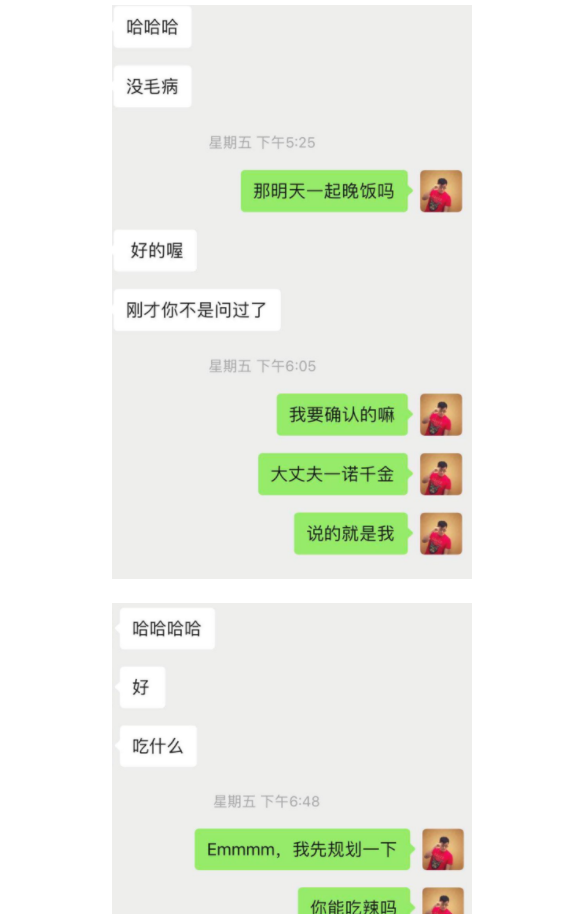 哈哈哈
没毛病
星期五 下午5:25
那明天一起晚饭吗
好的喔
刚才你不是问过了
星期五 下午6:05
我要确认的嘛
大丈夫一诺千金
说的就是我
哈哈哈哈
好
吃什么
星期五 下午6:48
Emmmm，我先规划一下
你能吃辣吗